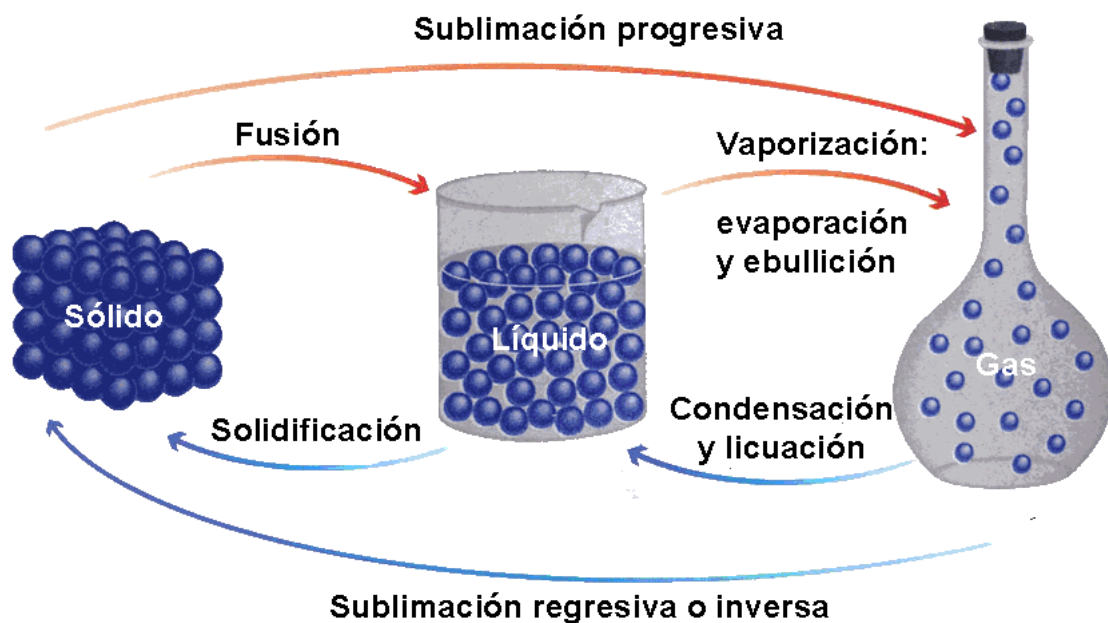 Sublimación progresiva
Fusión
Vaporización:
evaporación
y ebullición
Sólido
Líquido
Gas
Condensación
y licuación
Solidificación
Sublimación regresiva o inversa